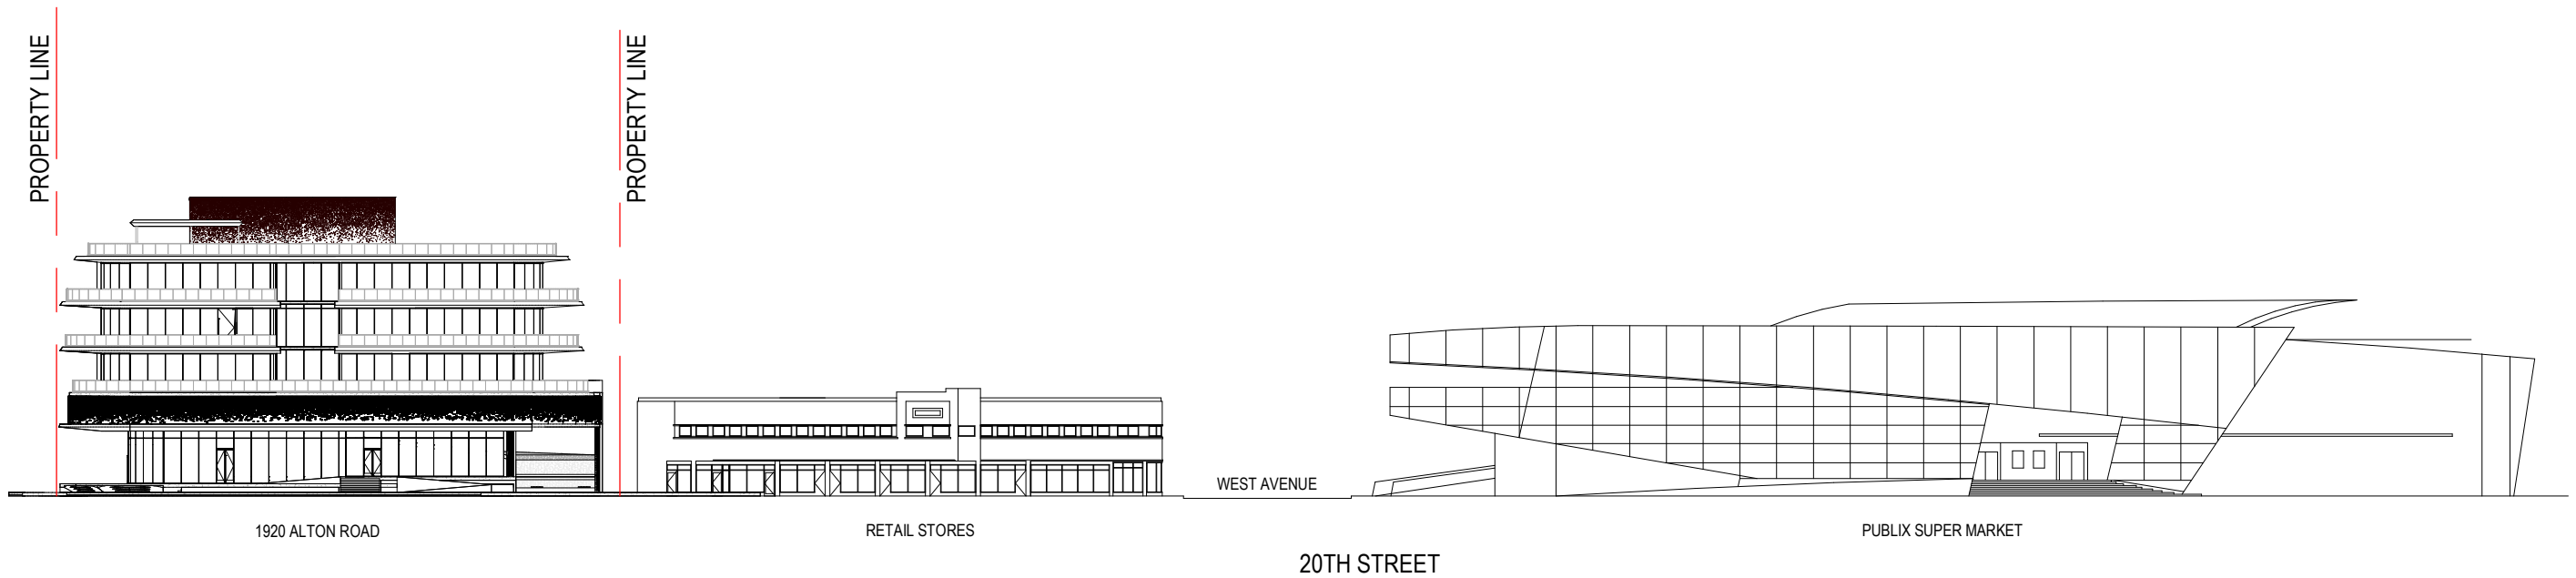 PROPERTY LINE
PROPERTY LINE
WEST AVENUE
1920 ALTON ROAD
RETAIL STORES
PUBLIX SUPER MARKET
20TH STREET